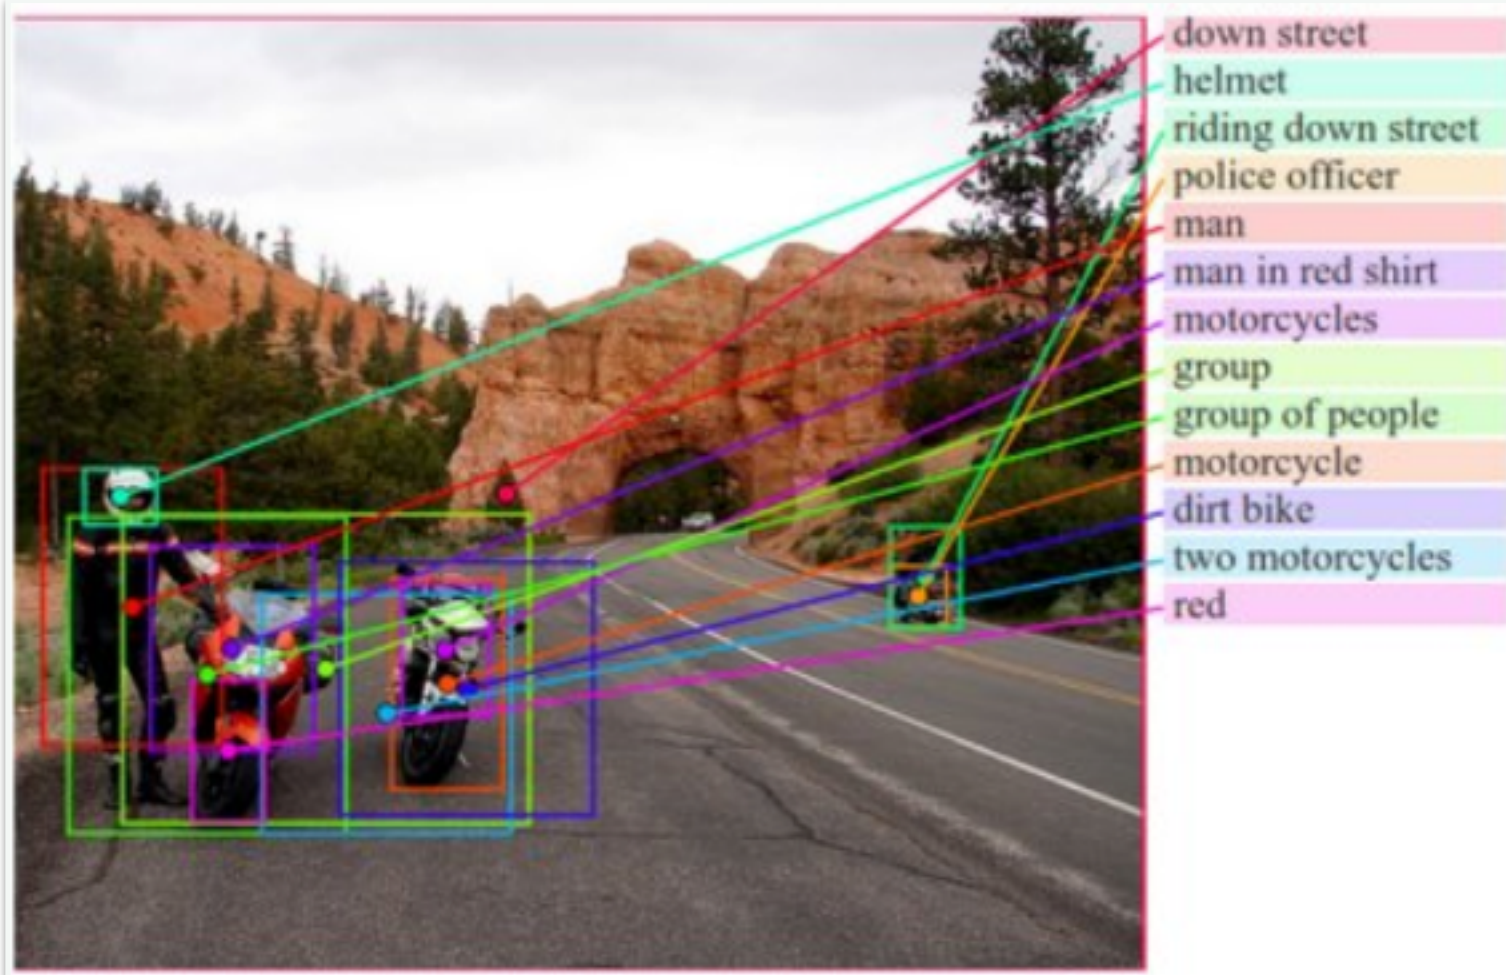 down street
helmet
riding down street
police officer
man
man in red shirt
motorcycles
group
group of people
motorcycle
dirt bike
two motorcycles
red